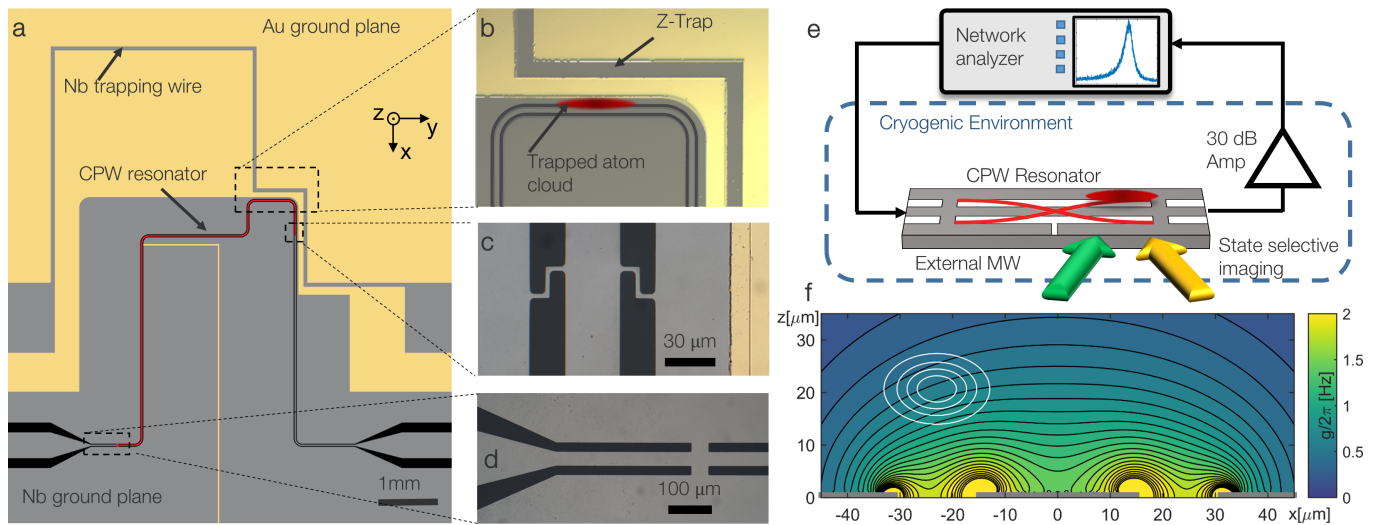 a
Au ground plane
Nb trapping wire
z
y
x
CPW resonator
Nb ground plane
1mm
b
Z-Trap
Trapped atom
cloud
c
30 μm
d
100 μm
e
Network
analyzer
Cryogenic Environment
30 dB
Amp
CPW Resonator
External MW
State selective
imaging
f
z[μm]
30
20
10
0
-40
-30
-20
-10
0
10
20
30
x[μm]
40
2
1.5
1
0.5
0
g/2π [Hz]